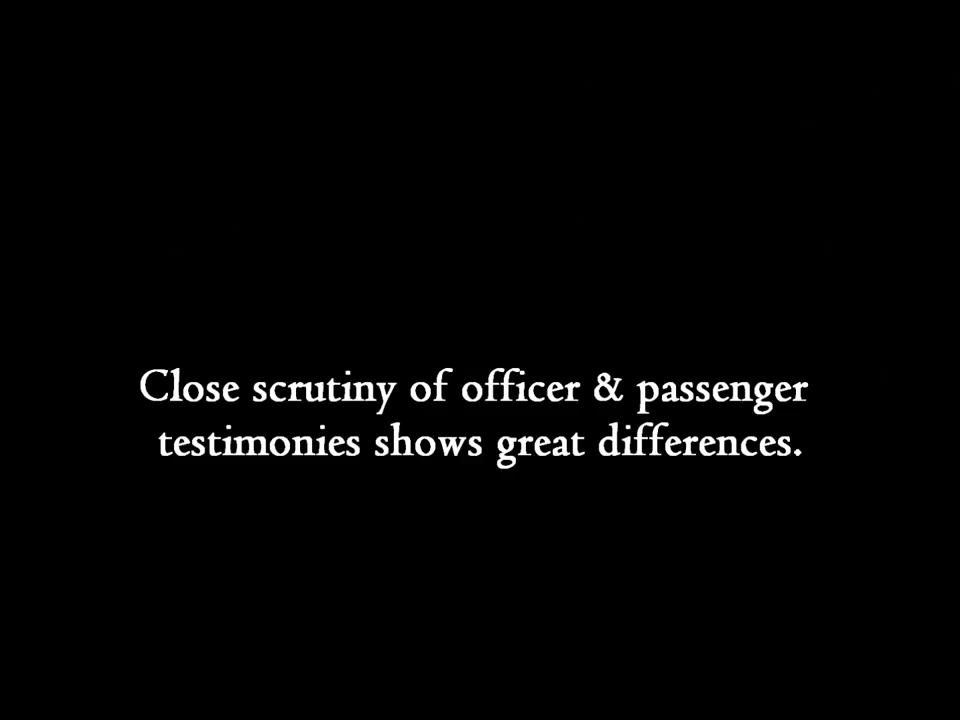 Close scrutiny of officer & passenger
testimonies shows great differences.